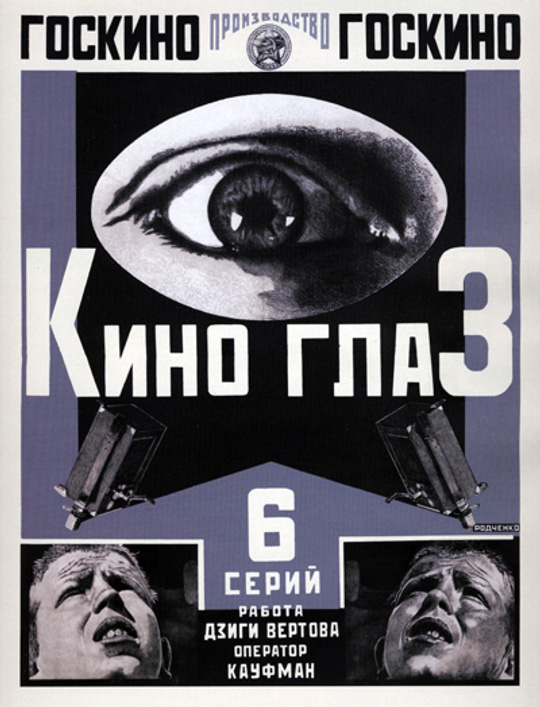 ГОСКИНО ПРОИЗВОДСТВО ГОСКИНО
КИНО ГЛАЗ
РОДЧЕНКО
6
СЕРИЙ
РАБОТА
ДЗИГИ ВЕРТОВА
ОПЕРАТОР
КАУФМАН